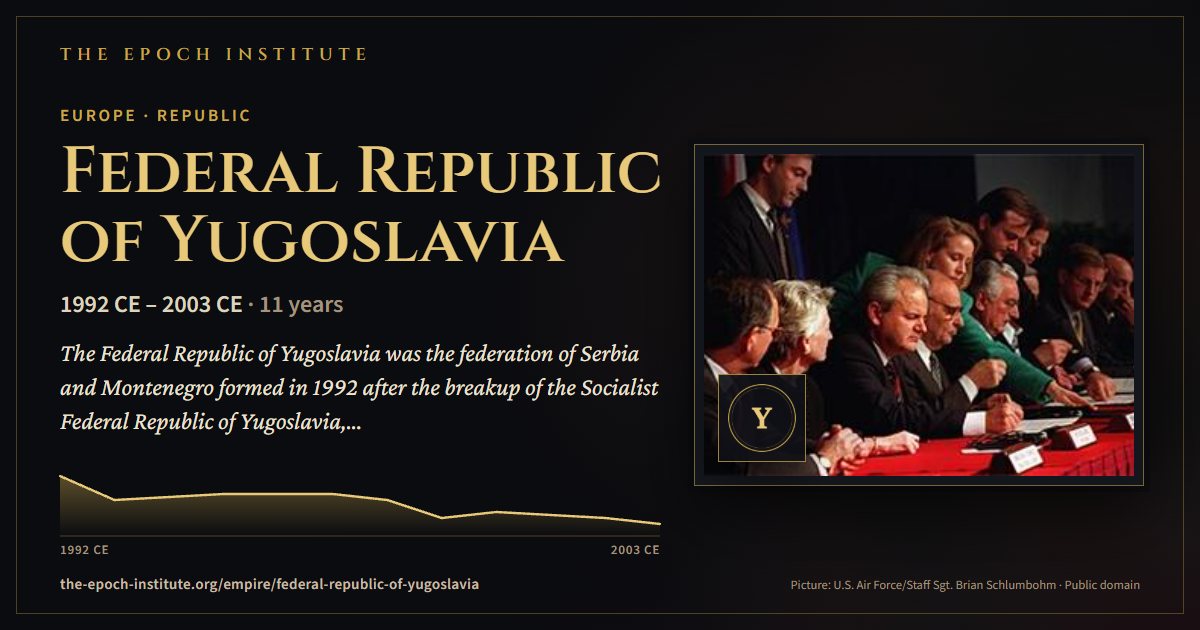 THE EPOCH INSTITUTE
EUROPE · REPUBLIC
FEDERAL REPUBLIC
OF YUGOSLAVIA
1992 CE – 2003 CE · 11 years
The Federal Republic of Yugoslavia was the federation of Serbia
and Montenegro formed in 1992 after the breakup of the Socialist
Federal Republic of Yugoslavia,...
Y
1992 CE
2003 CE
the-epoch-institute.org/empire/federal-republic-of-yugoslavia
Picture: U.S. Air Force/Staff Sgt. Brian Schlumbohm · Public domain